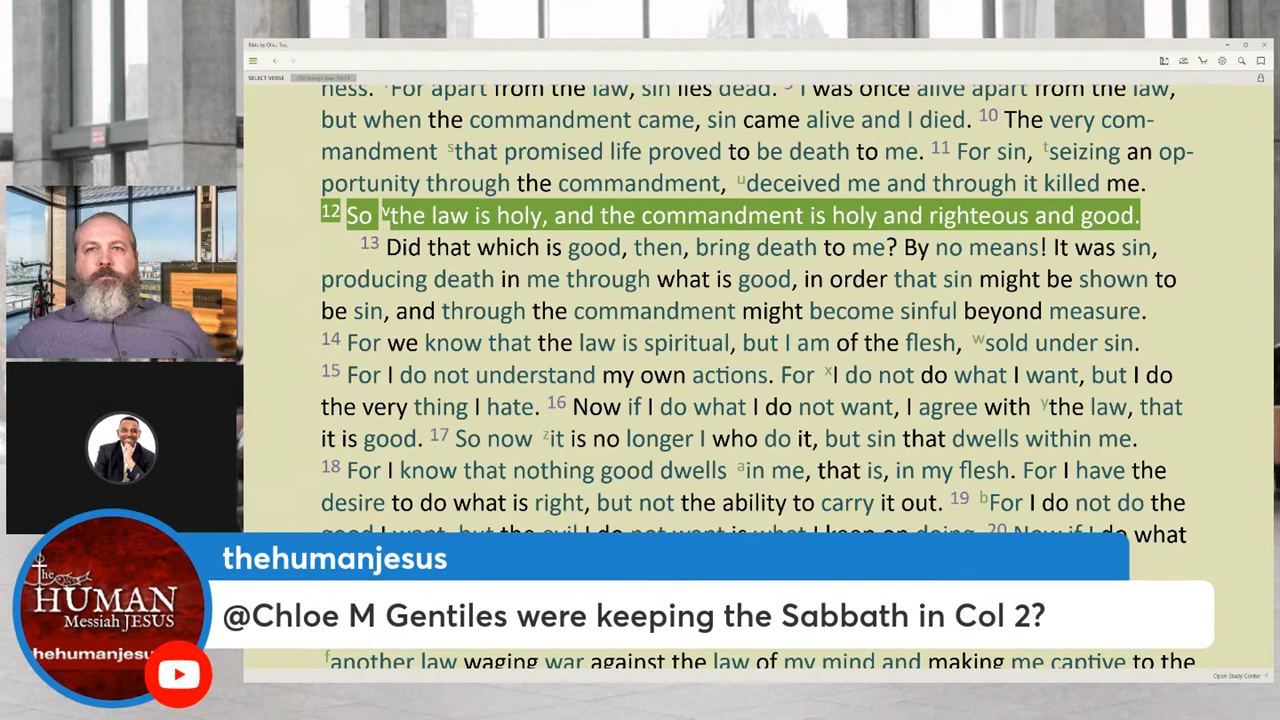 SELECT VERSE
ness. For apart from the law, sin lies dead. I was once alive apart from the law,
but when the commandment came, sin came alive and I died. 10 The very com-
mandment s that promised life proved to be death to me. 11 For sin, t seizing an op-
portunity through the commandment, u deceived me and through it killed me.
12 So v the law is holy, and the commandment is holy and righteous and good.
13 Did that which is good, then, bring death to me? By no means! It was sin,
producing death in me through what is good, in order that sin might be shown to
be sin, and through the commandment might become sinful beyond measure.
14 For we know that the law is spiritual, but I am of the flesh, w sold under sin.
15 For I do not understand my own actions. For x I do not do what I want, but I do
the very thing I hate. 16 Now if I do what I do not want, I agree with y the law, that
it is good. 17 So now z it is no longer I who do it, but sin that dwells within me.
18 For I know that nothing good dwells a in me, that is, in my flesh. For I have the
desire to do what is right, but not the ability to carry it out. 19 b For I do not do the
good I want, but the evil I do not want is what I keep on doing. 20 Now if I do what
thehumanjesus
@Chloe M Gentiles were keeping the Sabbath in Col 2?
The
HUMAN
Messiah JESUS
thehumanjesu
f another law waging war against the law of my mind and making me captive to the
Open Study Center